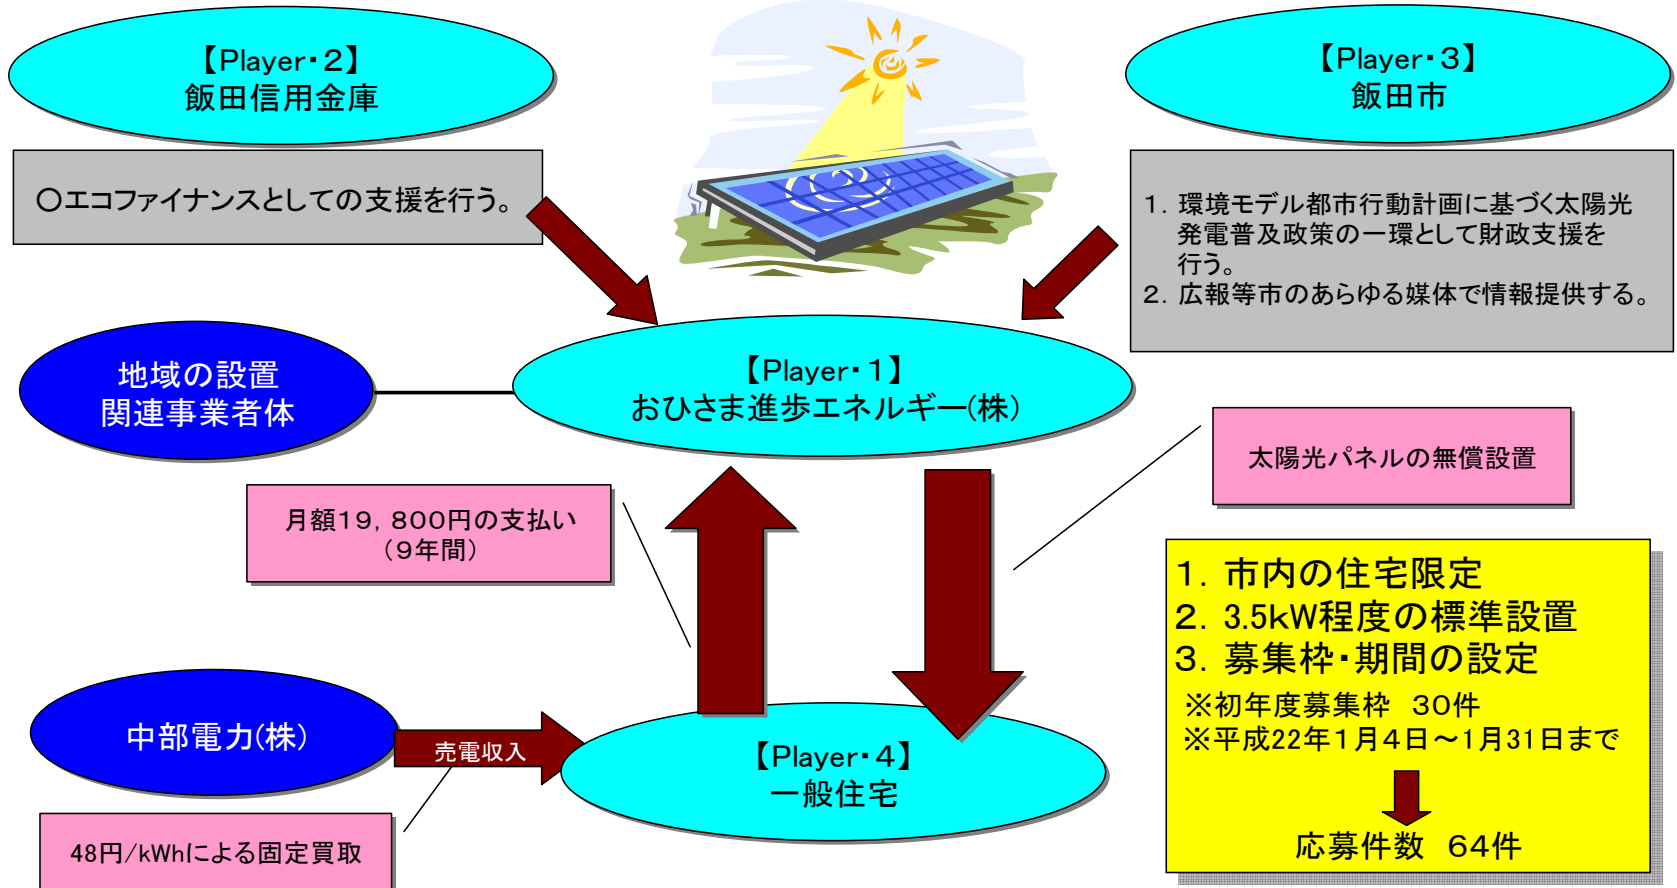 【Player・2】
飯田信用金庫
○エコファイナンスとしての支援を行う。
【Player・3】
飯田市
1. 環境モデル都市行動計画に基づく太陽光
発電普及政策の一環として財政支援を
行う。
2. 広報等市のあらゆる媒体で情報提供する。
地域の設置
関連事業者体
【Player・1】
おひさま進歩エネルギー(株)
太陽光パネルの無償設置
月額19,800円の支払い
(9年間)
1. 市内の住宅限定
2. 3.5kW程度の標準設置
3. 募集枠・期間の設定
※初年度募集枠 30件
※平成22年1月4日～1月31日まで
応募件数 64件
中部電力(株)
売電収入
【Player・4】
一般住宅
48円/kWhによる固定買取